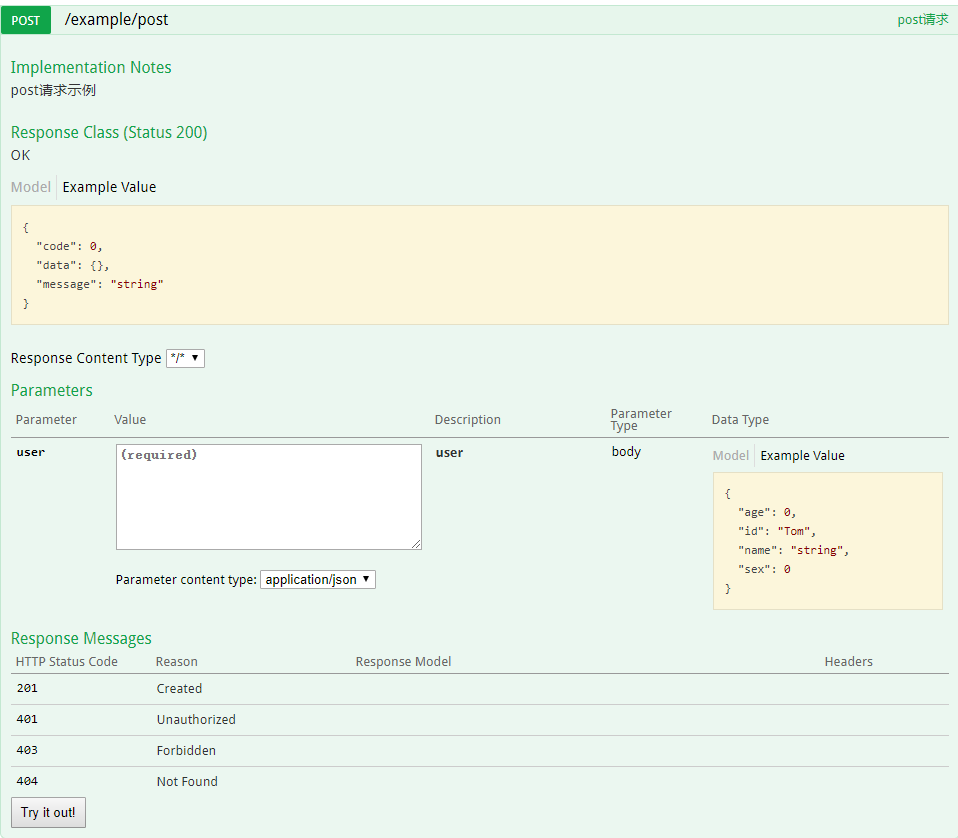 POST /example/post post请求
Implementation Notes
post请求示例
Response Class (Status 200)
OK
Model Example Value
{
"code": 0,
"data": {},
"message": "string"
}
Response Content Type */*
Parameters
Parameter Value Description Parameter Type Data Type
user (required) user body Model Example Value
{
"age": 0,
"id": "Tom",
"name": "string",
"sex": 0
}
Parameter content type: application/json
Response Messages
HTTP Status Code Reason Response Model Headers
201 Created
401 Unauthorized
403 Forbidden
404 Not Found
Try it out!